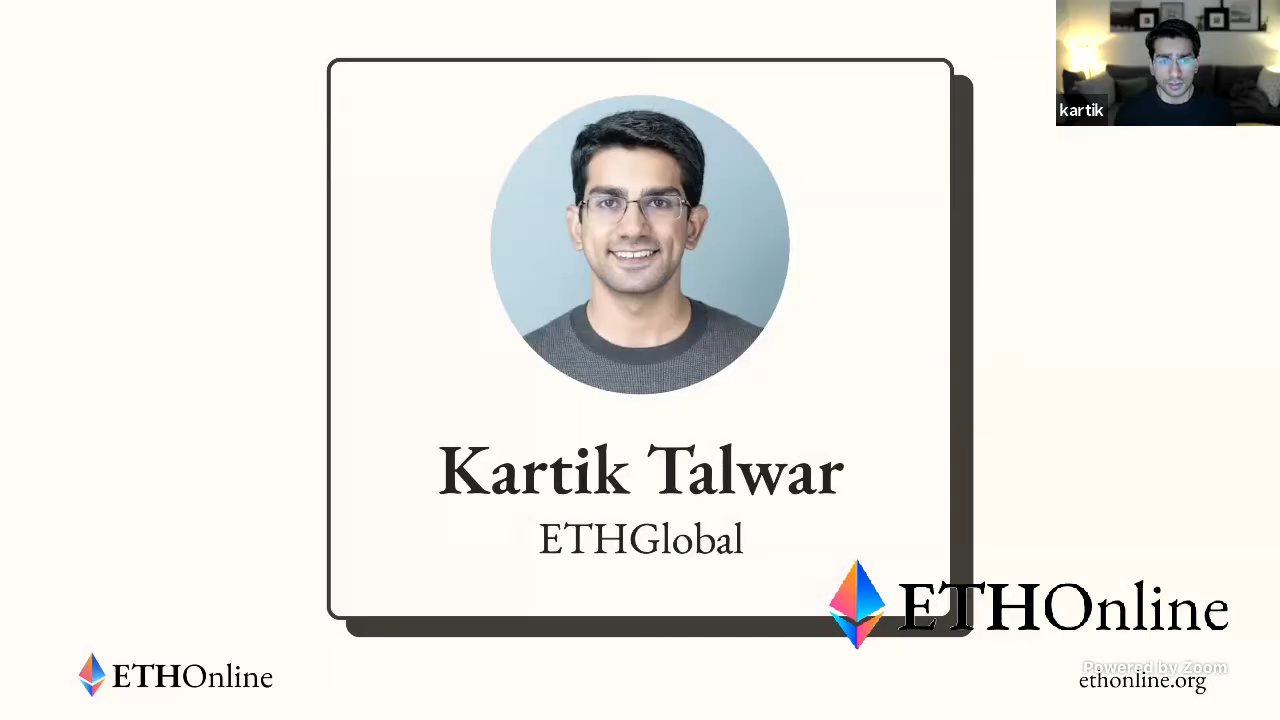 kartik
Kartik Talwar
ETHGlobal
ETHOnline
ETHOnline
Powered by Zoom
ethonline.org